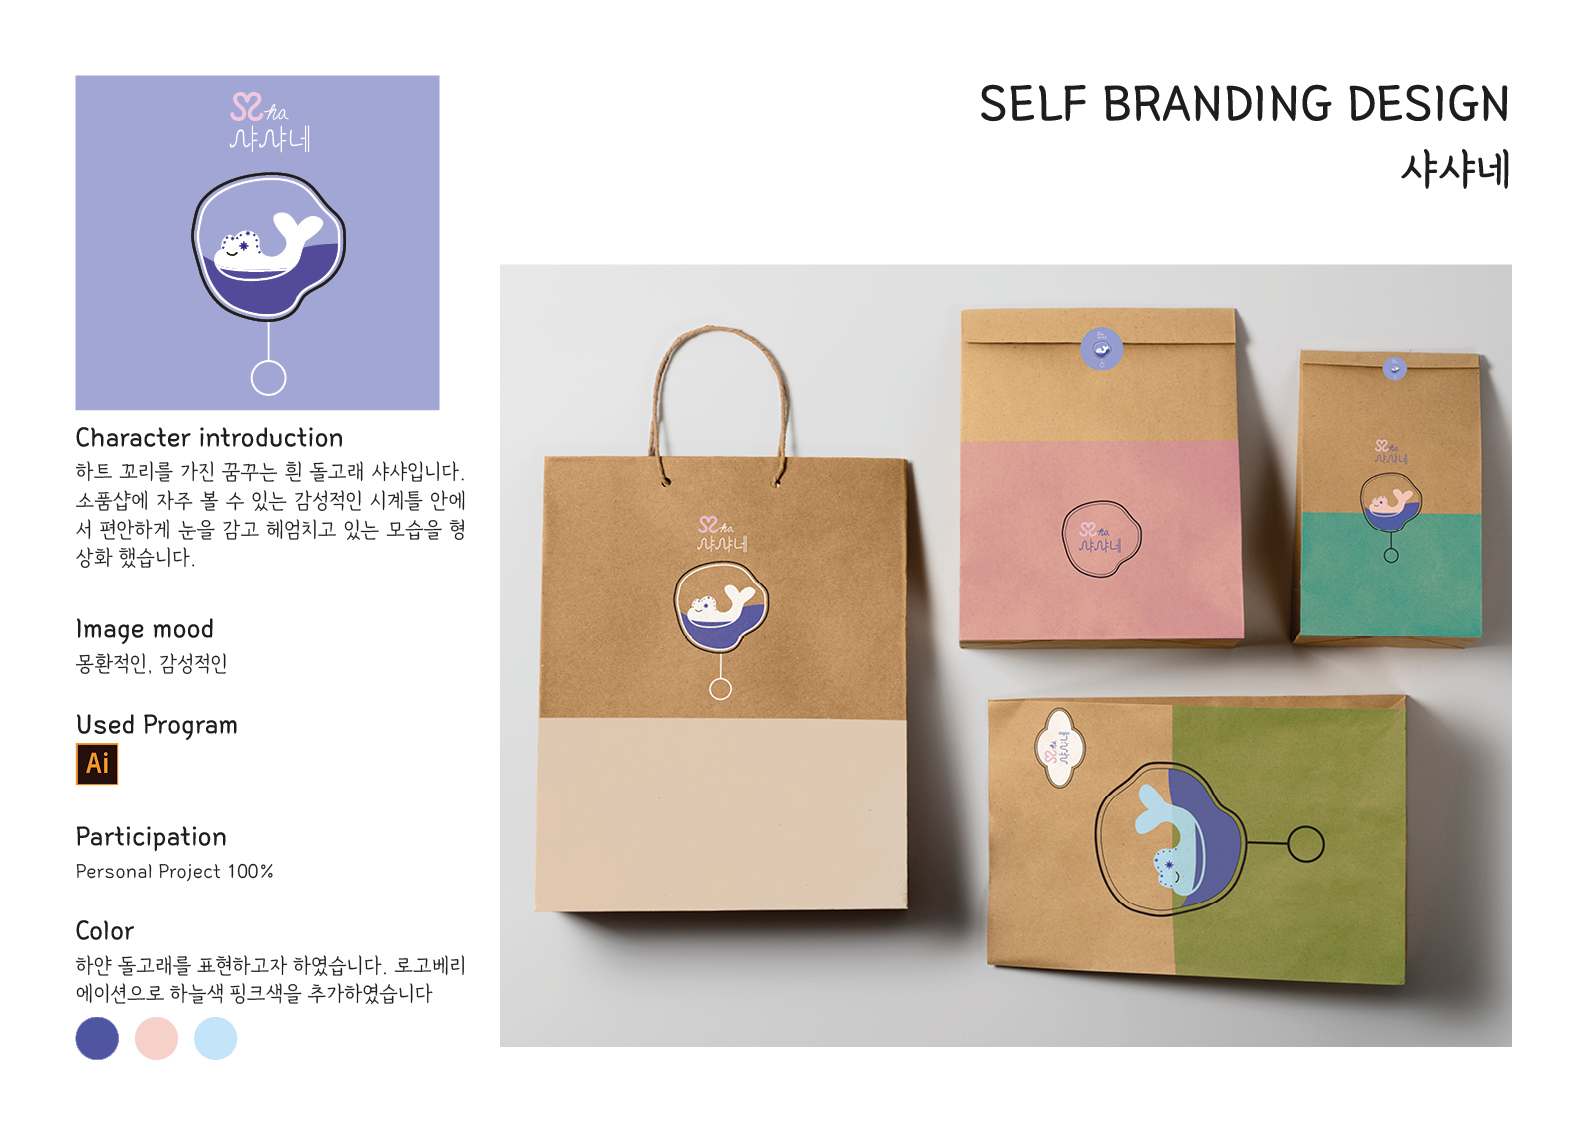 SELF BRANDING DESIGN
샤샤네
Sha
샤샤네
Character introduction
하트 꼬리를 가진 꿈꾸는 흰 돌고래 샤샤입니다.
소품샵에 자주 볼 수 있는 감성적인 시계틀 안에
서 편안하게 눈을 감고 헤엄치고 있는 모습을 형
상화 했습니다.
Image mood
몽환적인, 감성적인
Used Program
Ai
Participation
Personal Project 100%
Color
하얀 돌고래를 표현하고자 하였습니다. 로고베리
에이션으로 하늘색 핑크색을 추가하였습니다
Sha
샤샤네
Sha
샤샤네
Sha
샤샤네
Sha
샤샤네